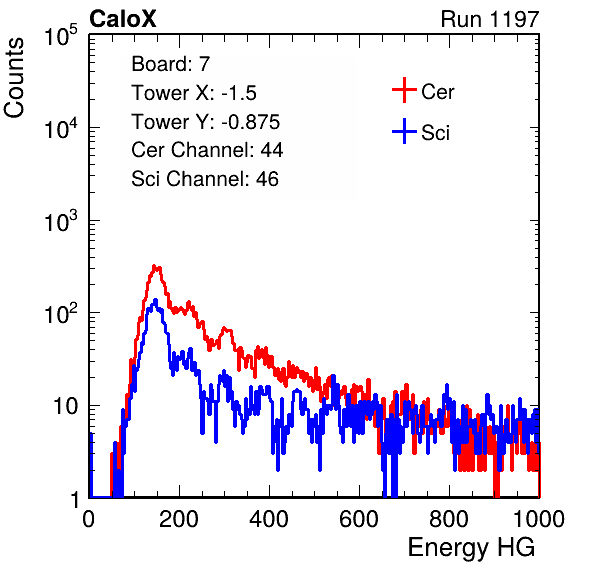 CaloX Run 1197
Counts
10^5
10^4
10^3
10^2
10
1
Board: 7
Tower X: -1.5
Tower Y: -0.875
Cer Channel: 44
Sci Channel: 46
Cer
Sci
0 200 400 600 800 1000
Energy HG